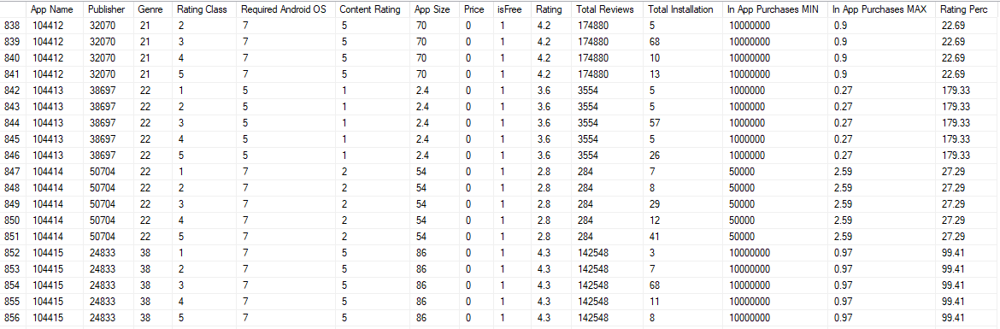 App Name Publisher Genre Rating Class Required Android OS Content Rating App Size Price isFree Rating Total Reviews Total Installation In App Purchases MIN In App Purchases MAX Rating Perc
838 104412 32070 21 2 7 5 70 0 1 4.2 174880 5 10000000 0.9 22.69
839 104412 32070 21 3 7 5 70 0 1 4.2 174880 68 10000000 0.9 22.69
840 104412 32070 21 4 7 5 70 0 1 4.2 174880 10 10000000 0.9 22.69
841 104412 32070 21 5 7 5 70 0 1 4.2 174880 13 10000000 0.9 22.69
842 104413 38697 22 1 5 1 2.4 0 1 3.6 3554 5 1000000 0.27 179.33
843 104413 38697 22 2 5 1 2.4 0 1 3.6 3554 5 1000000 0.27 179.33
844 104413 38697 22 3 5 1 2.4 0 1 3.6 3554 57 1000000 0.27 179.33
845 104413 38697 22 4 5 1 2.4 0 1 3.6 3554 5 1000000 0.27 179.33
846 104413 38697 22 5 5 1 2.4 0 1 3.6 3554 26 1000000 0.27 179.33
847 104414 50704 22 1 7 2 54 0 1 2.8 284 7 50000 2.59 27.29
848 104414 50704 22 2 7 2 54 0 1 2.8 284 8 50000 2.59 27.29
849 104414 50704 22 3 7 2 54 0 1 2.8 284 29 50000 2.59 27.29
850 104414 50704 22 4 7 2 54 0 1 2.8 284 12 50000 2.59 27.29
851 104414 50704 22 5 7 2 54 0 1 2.8 284 41 50000 2.59 27.29
852 104415 24833 38 1 7 5 86 0 1 4.3 142548 3 10000000 0.97 99.41
853 104415 24833 38 2 7 5 86 0 1 4.3 142548 7 10000000 0.97 99.41
854 104415 24833 38 3 7 5 86 0 1 4.3 142548 68 10000000 0.97 99.41
855 104415 24833 38 4 7 5 86 0 1 4.3 142548 11 10000000 0.97 99.41
856 104415 24833 38 5 7 5 86 0 1 4.3 142548 8 10000000 0.97 99.41